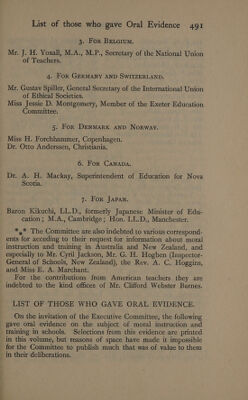 List of those who gave Oral Evidence 491
3. For Belgium.
Mr. J. H. Yoxall, M.A., M.P., Secretary of the National Union
of Teachers.
4. For Germany and Switzerland.
Mr. Gustav Spiller, General Secretary of the International Union
of Ethical Societies.
Miss Jessie D. Montgomery, Member of the Exeter Education
Committee.
5. For Denmark and Norway.
Miss H. Forchhammer, Copenhagen.
Dr. Otto Anderssen, Christiania.
6. For Canada.
Dr. A. H. Mackay, Superintendent of Education for Nova
Scotia.
7. For Japan.
Baron Kikuchi, LL.D., formerly Japanese Minister of Edu-
cation; M.A., Cambridge; Hon. LL.D., Manchester.
*⁎* The Committee are also indebted to various correspond-
ents for acceding to their request for information about moral
instruction and training in Australia and New Zealand, and
especially to Mr. Cyril Jackson, Mr. G. H. Hogben (Inspector-
General of Schools, New Zealand), the Rev. A. C. Hoggins,
and Miss E. A. Marchant.
For the contributions from American teachers they are
indebted to the kind offices of Mr. Clifford Webster Barnes.
LIST OF THOSE WHO GAVE ORAL EVIDENCE.
On the invitation of the Executive Committee, the following
gave oral evidence on the subject of moral instruction and
training in schools. Selections from this evidence are printed
in this volume, but reasons of space have made it impossible
for the Committee to publish much that was of value to them
in their deliberations.